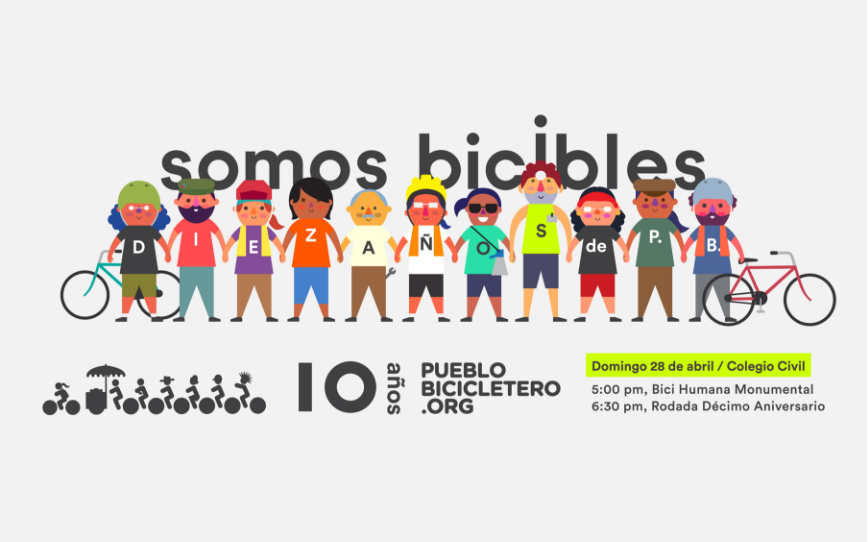 somos bicibles
D I E Z A Ñ O S de P. B.
10 años
PUEBLO
BICICLETERO
.ORG
Domingo 28 de abril / Colegio Civil
5:00 pm, Bici Humana Monumental
6:30 pm, Rodada Décimo Aniversario